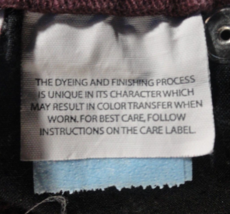 THE DYEING AND FINISHING PROCESS
IS UNIQUE IN ITS CHARACTER WHICH
MAY RESULT IN COLOR TRANSFER WHEN
WORN. FOR BEST CARE, FOLLOW
INSTRUCTIONS ON THE CARE LABEL.